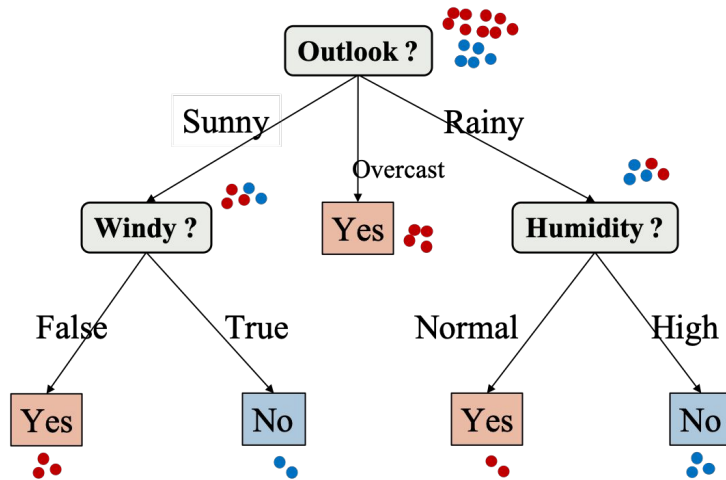 Outlook ?
Sunny
Rainy
Overcast
Windy ?
Yes
Humidity ?
False
True
Normal
High
Yes
No
Yes
No